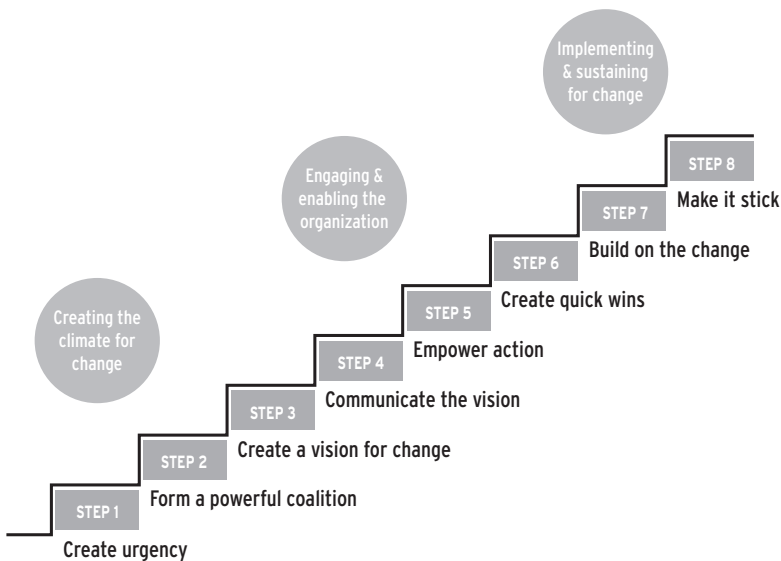 Implementing
& sustaining
for change
Engaging &
enabling the
organization
Creating the
climate for
change
STEP 8
Make it stick
STEP 7
Build on the change
STEP 6
Create quick wins
STEP 5
Empower action
STEP 4
Communicate the vision
STEP 3
Create a vision for change
STEP 2
Form a powerful coalition
STEP 1
Create urgency